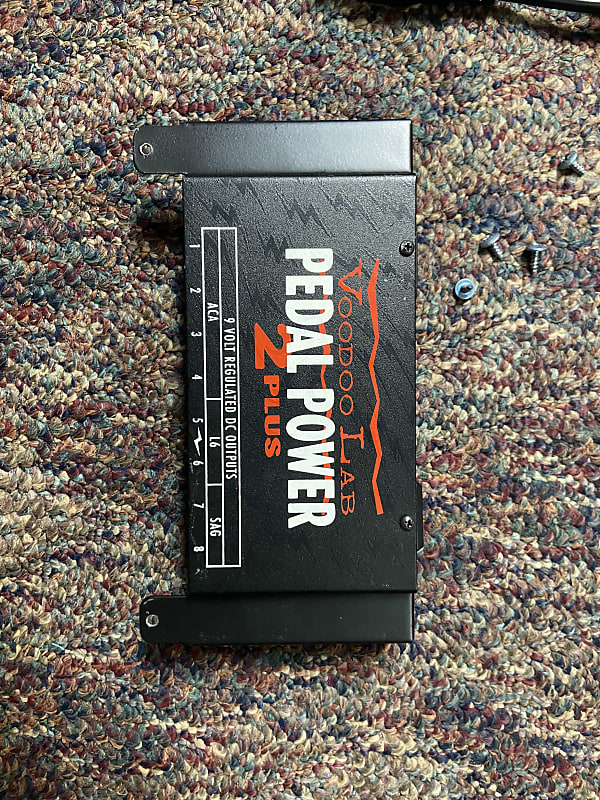 VOODOO LAB
PEDAL POWER
2 PLUS
9 VOLT REGULATED DC OUTPUTS
ACA L6 SAG
1 2 3 4 5 6 7 8